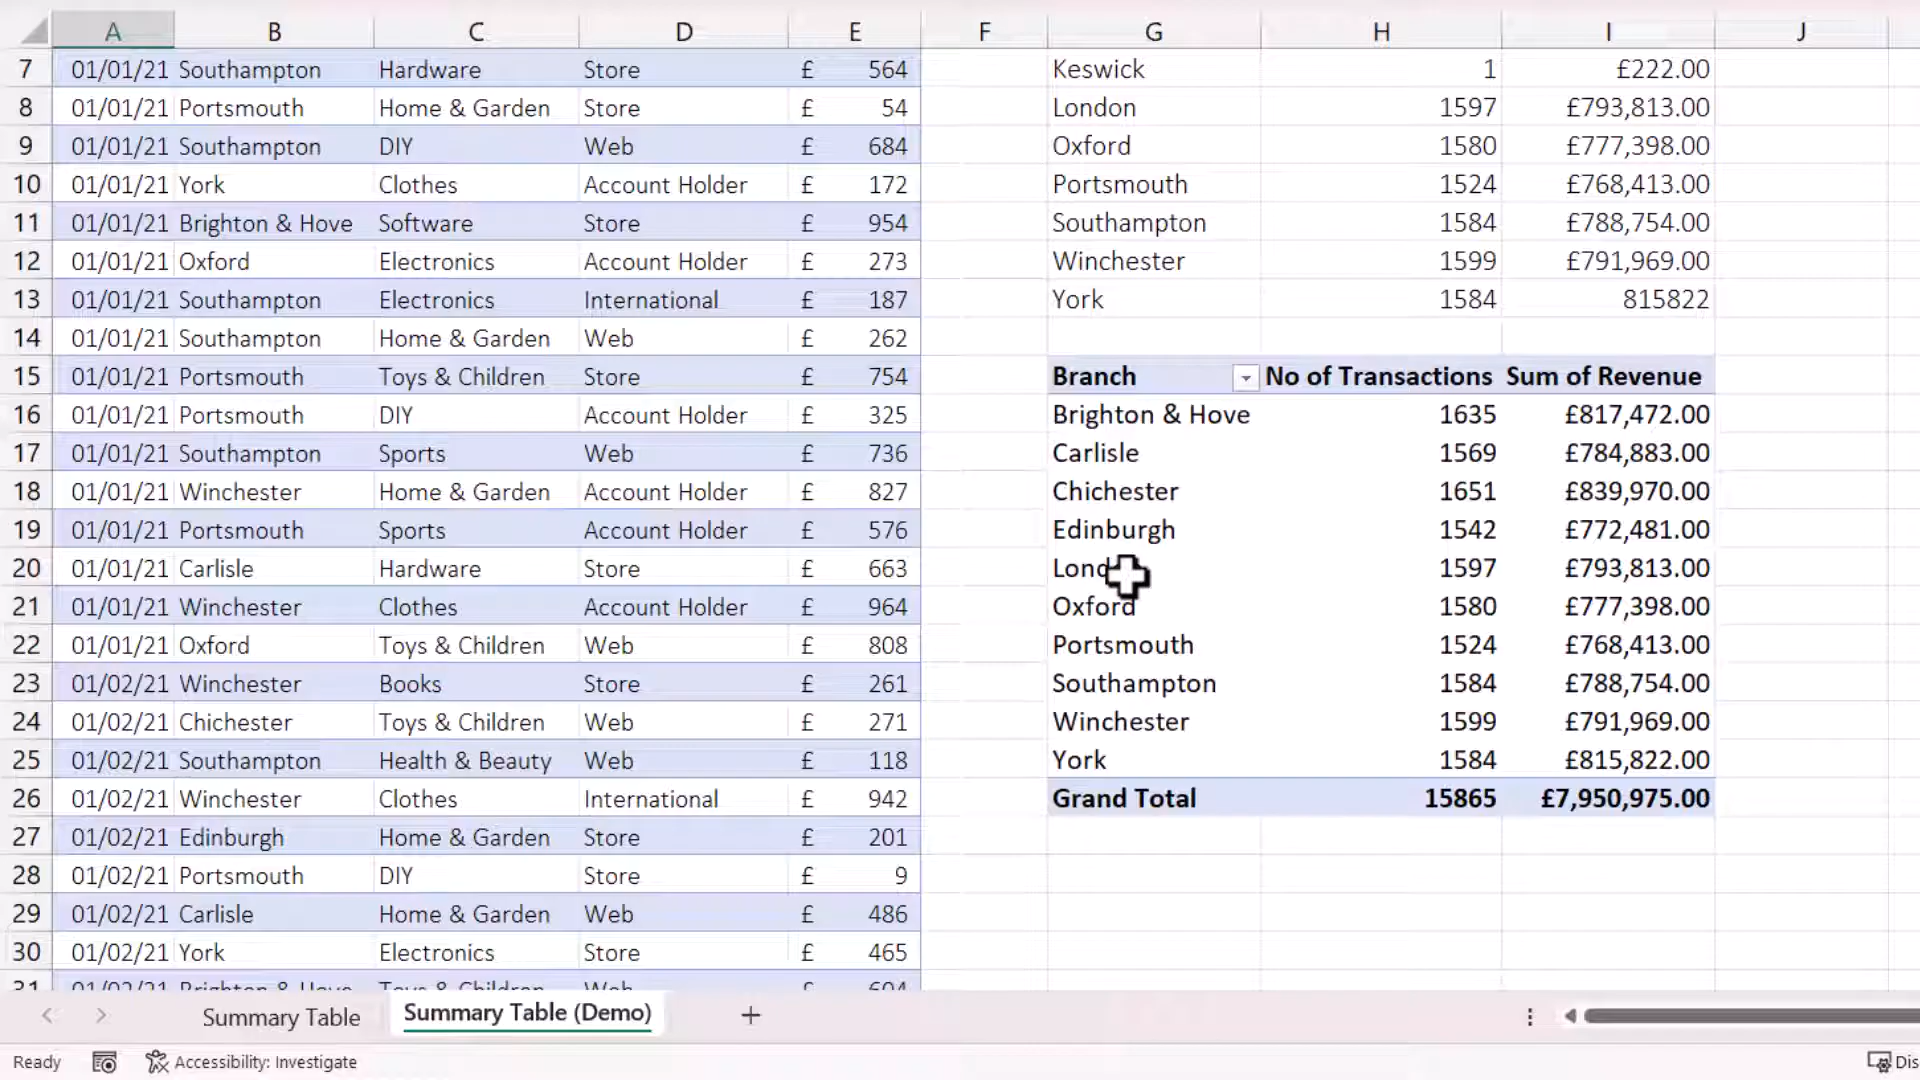 A B C D E F G H I J
7 01/01/21 Southampton Hardware Store £ 564 Keswick 1 £222.00
8 01/01/21 Portsmouth Home & Garden Store £ 54 London 1597 £793,813.00
9 01/01/21 Southampton DIY Web £ 684 Oxford 1580 £777,398.00
10 01/01/21 York Clothes Account Holder £ 172 Portsmouth 1524 £768,413.00
11 01/01/21 Brighton & Hove Software Store £ 954 Southampton 1584 £788,754.00
12 01/01/21 Oxford Electronics Account Holder £ 273 Winchester 1599 £791,969.00
13 01/01/21 Southampton Electronics International £ 187 York 1584 815822
14 01/01/21 Southampton Home & Garden Web £ 262
15 01/01/21 Portsmouth Toys & Children Store £ 754 Branch No of Transactions Sum of Revenue
16 01/01/21 Portsmouth DIY Account Holder £ 325 Brighton & Hove 1635 £817,472.00
17 01/01/21 Southampton Sports Web £ 736 Carlisle 1569 £784,883.00
18 01/01/21 Winchester Home & Garden Account Holder £ 827 Chichester 1651 £839,970.00
19 01/01/21 Portsmouth Sports Account Holder £ 576 Edinburgh 1542 £772,481.00
20 01/01/21 Carlisle Hardware Store £ 663 Lond 1597 £793,813.00
21 01/01/21 Winchester Clothes Account Holder £ 964 Oxford 1580 £777,398.00
22 01/01/21 Oxford Toys & Children Web £ 808 Portsmouth 1524 £768,413.00
23 01/02/21 Winchester Books Store £ 261 Southampton 1584 £788,754.00
24 01/02/21 Chichester Toys & Children Web £ 271 Winchester 1599 £791,969.00
25 01/02/21 Southampton Health & Beauty Web £ 118 York 1584 £815,822.00
26 01/02/21 Winchester Clothes International £ 942 Grand Total 15865 £7,950,975.00
27 01/02/21 Edinburgh Home & Garden Store £ 201
28 01/02/21 Portsmouth DIY Store £ 9
29 01/02/21 Carlisle Home & Garden Web £ 486
30 01/02/21 York Electronics Store £ 465
31 01/02/21 Brighton & Hove Toys & Children Web £ 604
Summary Table Summary Table (Demo)
Ready Accessibility: Investigate Dis